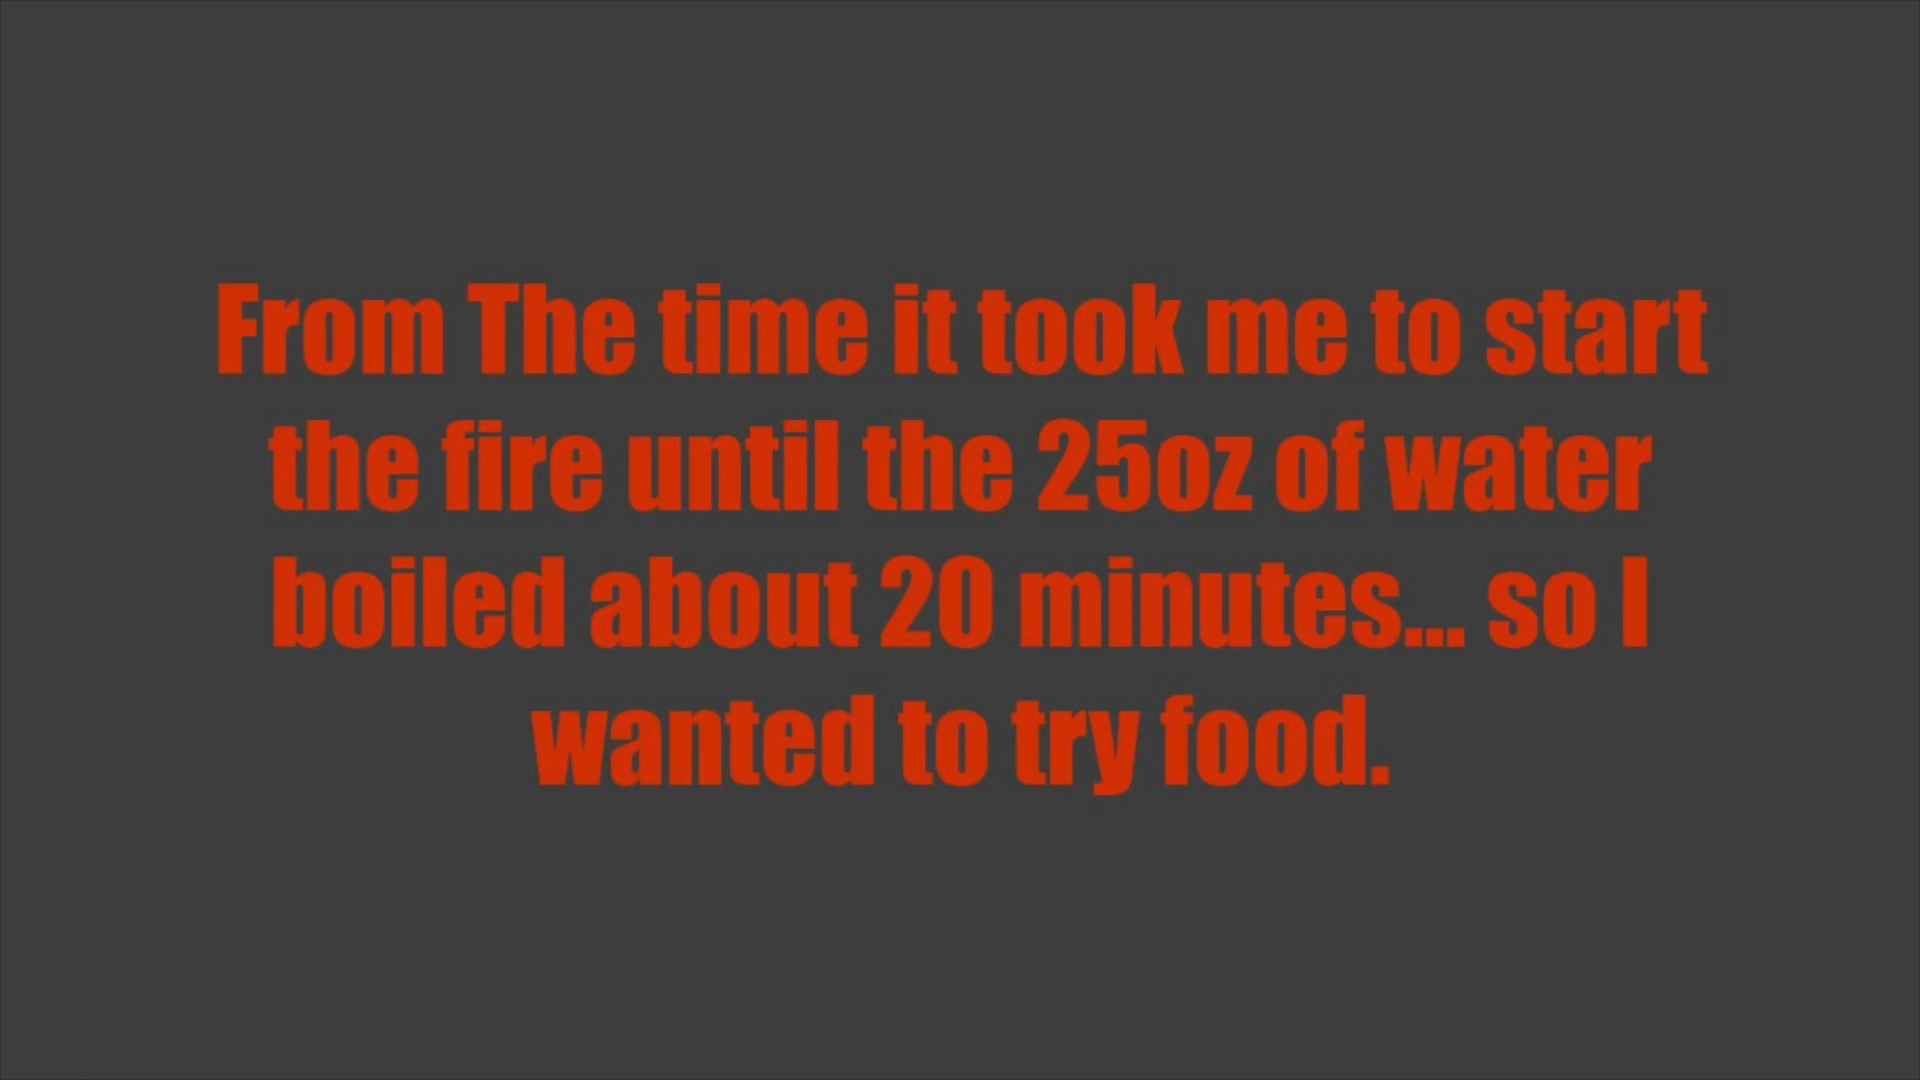 From The time it took me to start
the fire until the 25oz of water
boiled about 20 minutes... so I
wanted to try food.